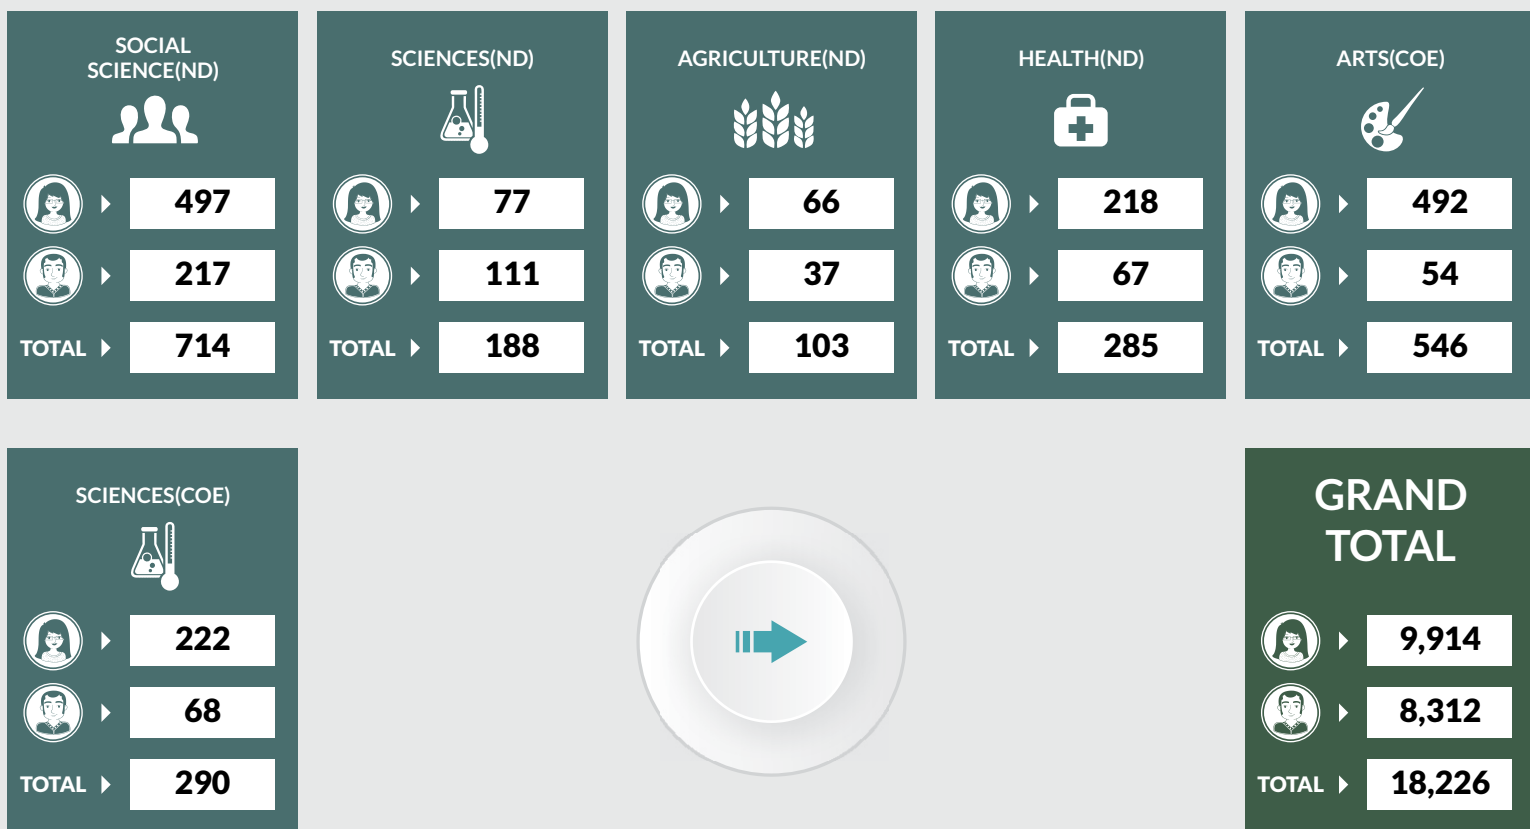 SOCIAL
SCIENCE(ND)
497
217
TOTAL 714
SCIENCES(ND)
77
111
TOTAL 188
AGRICULTURE(ND)
66
37
TOTAL 103
HEALTH(ND)
218
67
TOTAL 285
ARTS(COE)
492
54
TOTAL 546
SCIENCES(COE)
222
68
TOTAL 290
GRAND
TOTAL
9,914
8,312
TOTAL 18,226